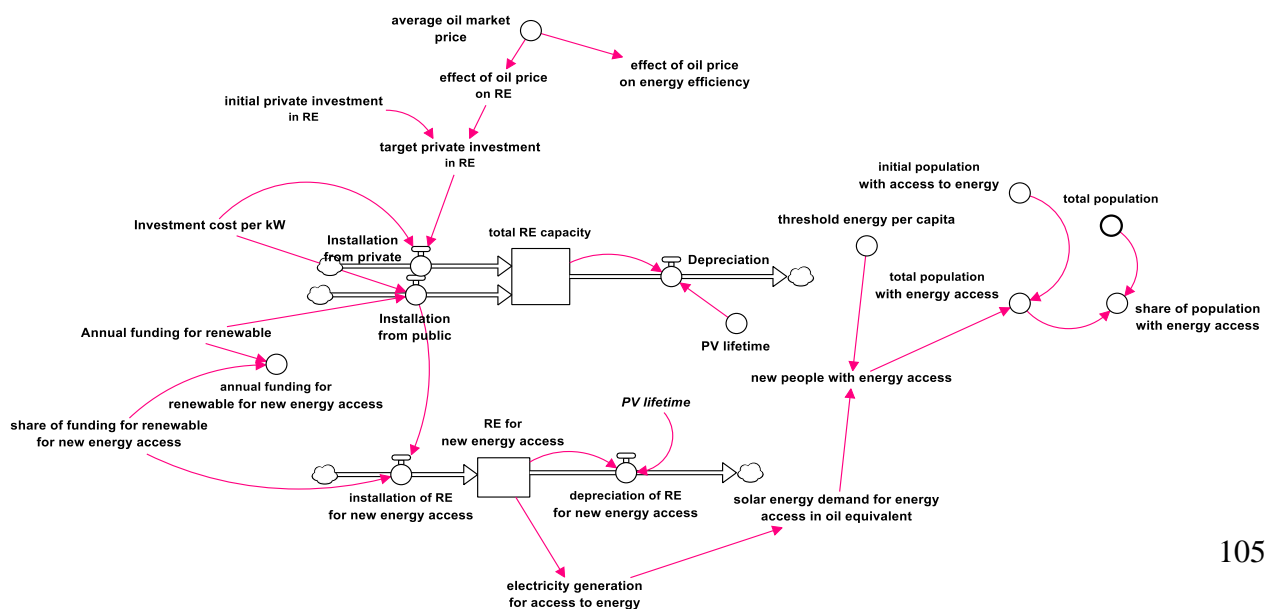 average oil market
price
effect of oil price
on energy efficiency
effect of oil price
on RE
initial private investment
in RE
target private investment
in RE
initial population
with access to energy
total population
threshold energy per capita
Investment cost per kW
total RE capacity
Installation
from private
Depreciation
total population
with energy access
share of population
with energy access
Installation
from public
Annual funding for renewable
PV lifetime
annual funding for
renewable for new energy access
new people with energy access
share of funding for renewable
for new energy access
PV lifetime
RE for
new energy access
installation of RE
for new energy access
depreciation of RE
for new energy access
solar energy demand for energy
access in oil equivalent
electricity generation
for access to energy
105